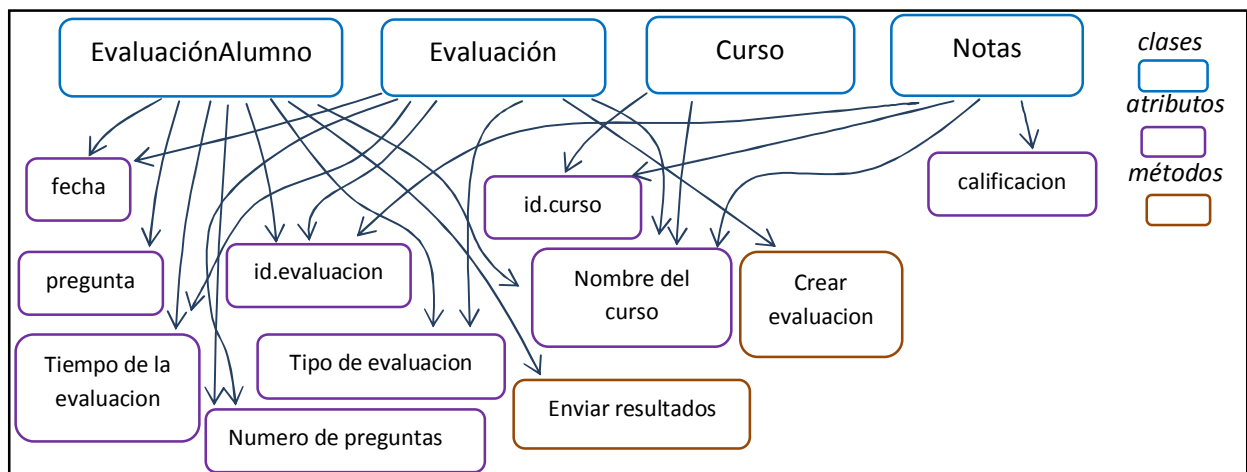 EvaluaciónAlumno
Evaluación
Curso
Notas
clases
atributos
métodos
fecha
id.curso
calificacion
pregunta
id.evaluacion
Nombre del
curso
Crear
evaluacion
Tiempo de la
evaluacion
Tipo de evaluacion
Enviar resultados
Numero de preguntas